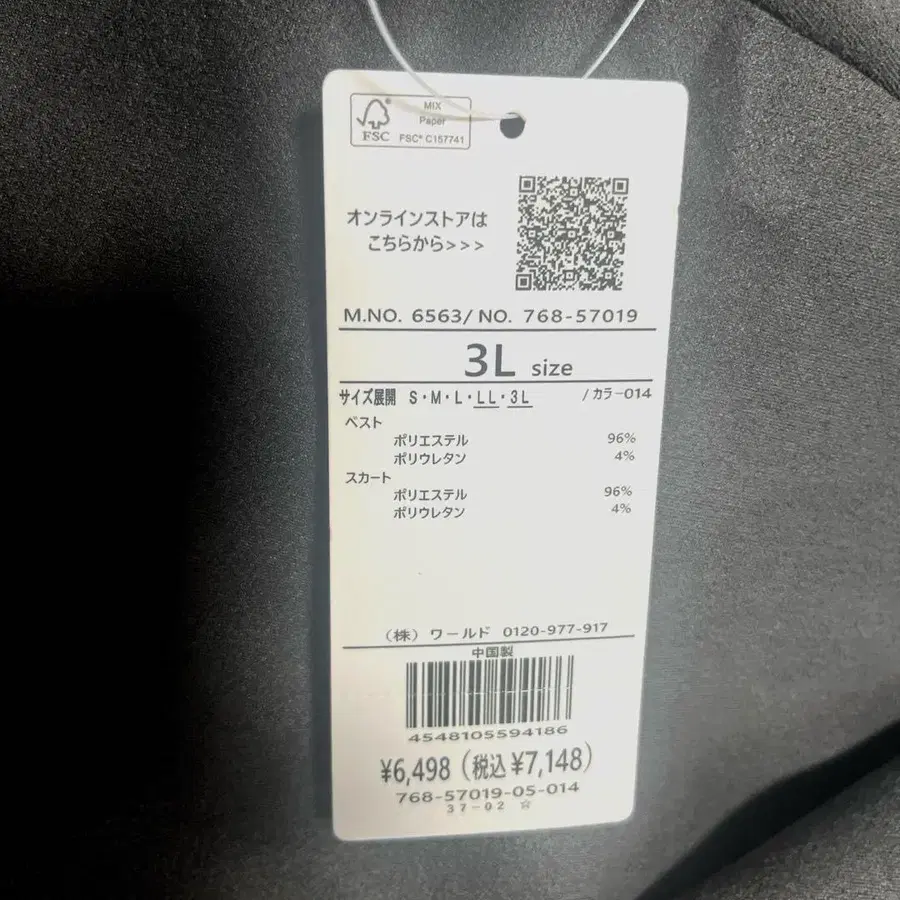 MIX
Paper
FSC
FSC® C157741
オンラインストアは
こちらから>>>
M.NO. 6563/ NO. 768-57019
3L size
サイズ展開 S・M・L・LL・3L /カラー014
ベスト
ポリエステル 96%
ポリウレタン 4%
スカート
ポリエステル 96%
ポリウレタン 4%
(株) ワールド 0120-977-917
中国製
4548105594186
¥6,498 (税込¥7,148)
768-57019-05-014
37-02 ☆